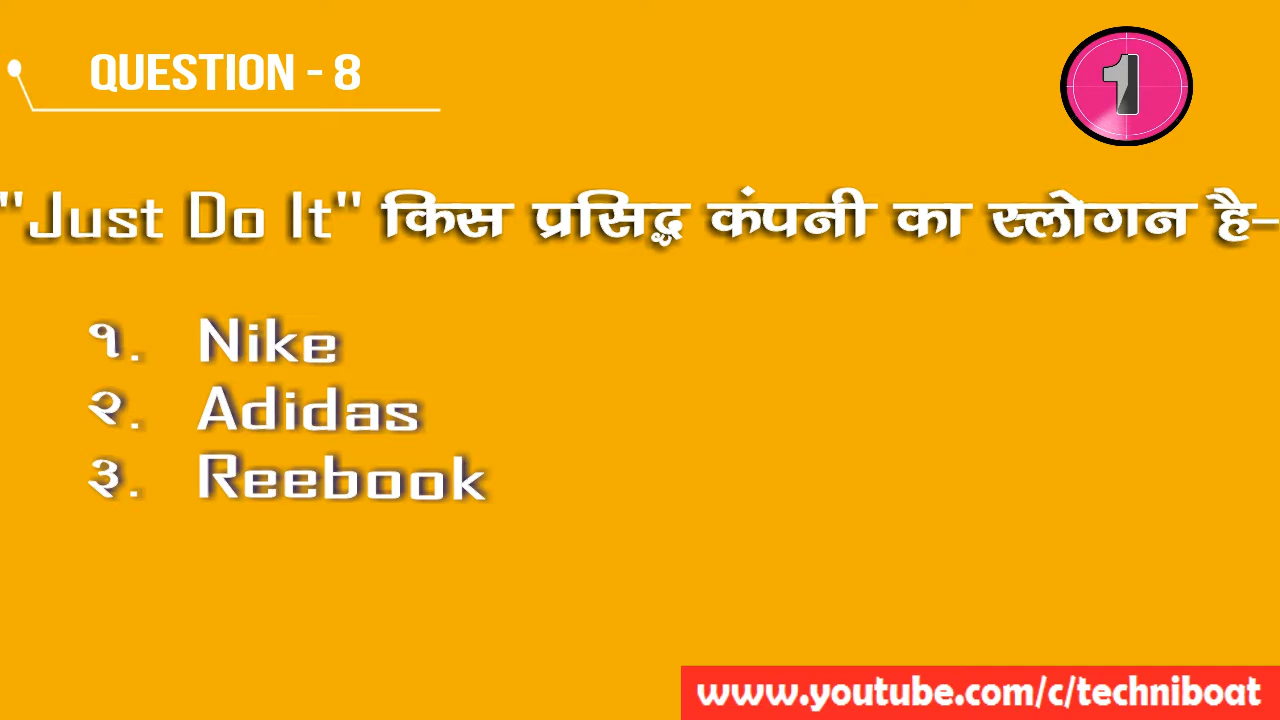 QUESTION - 8
1
"Just Do It" किस प्रसिद्ध कंपनी का स्लोगन है-
१. Nike
२. Adidas
३. Reebook
www.youtube.com/c/techniboat